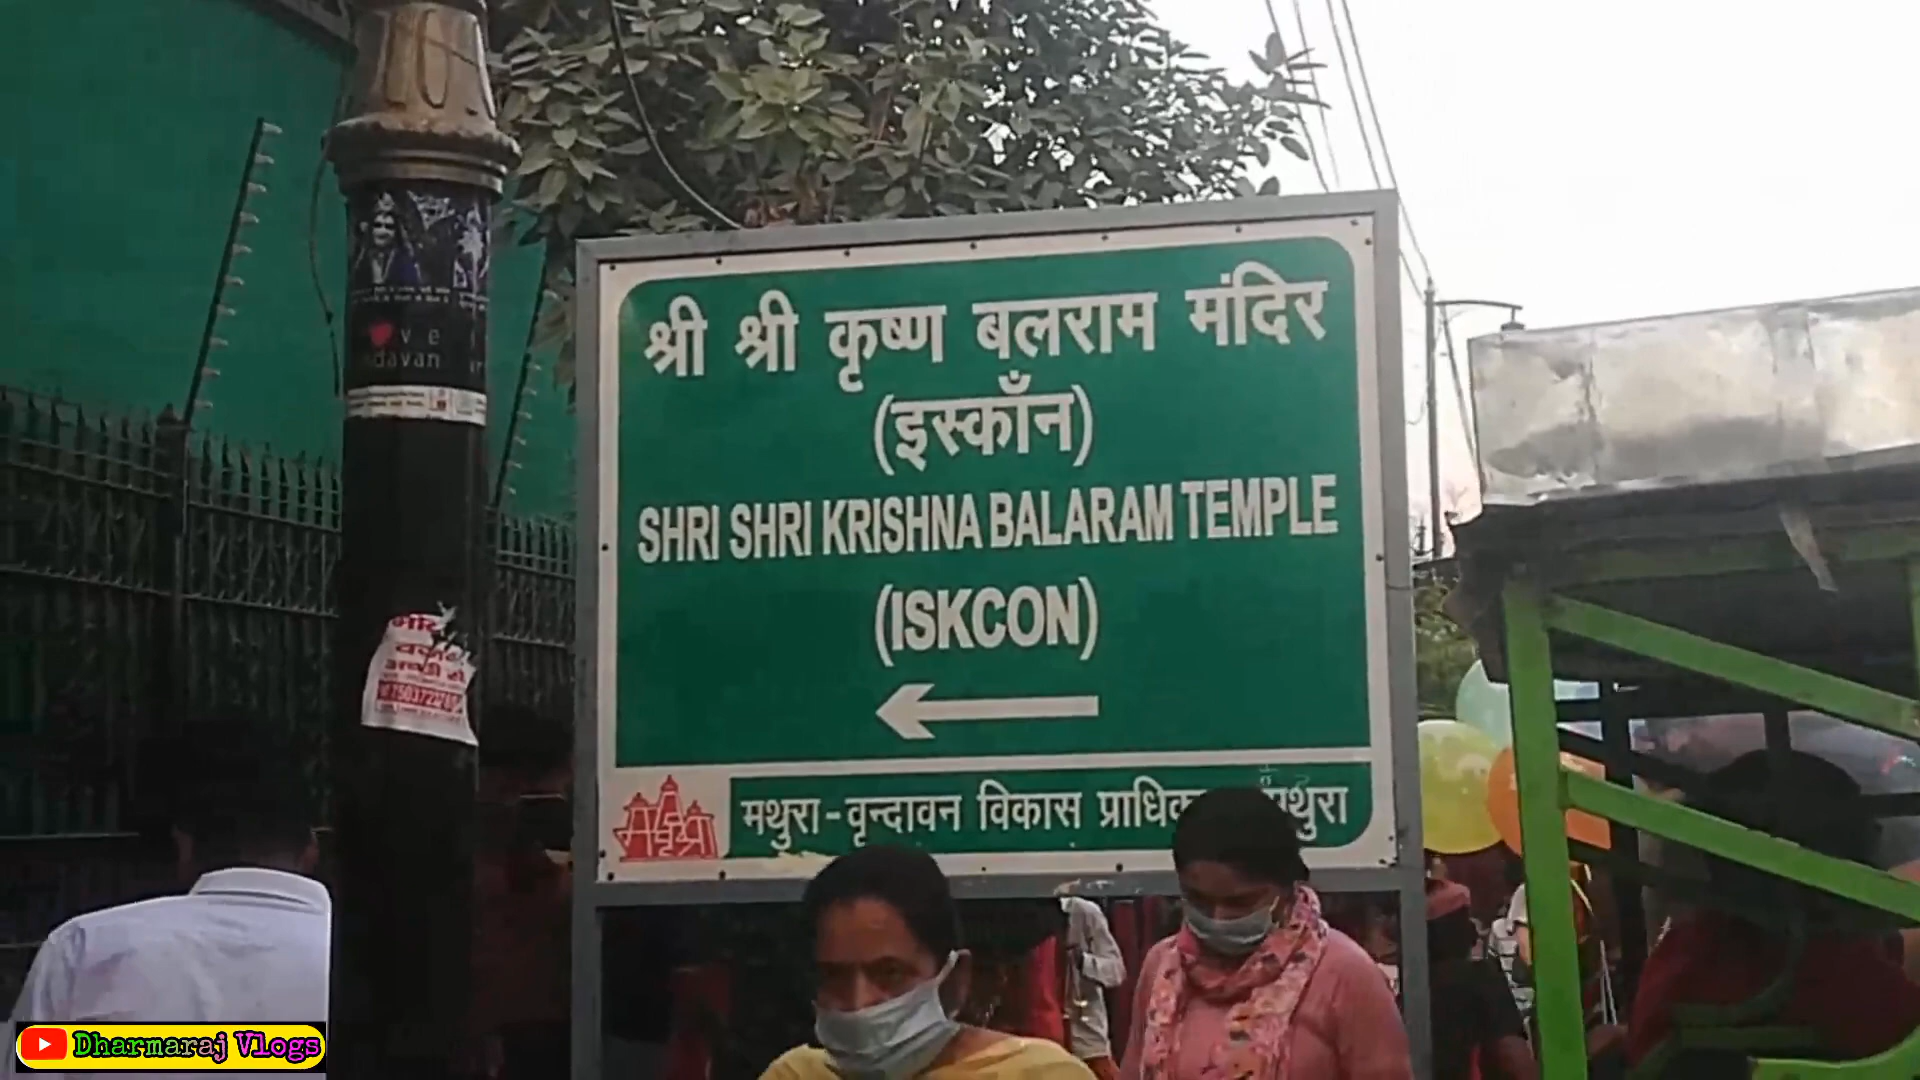 श्री श्री कृष्ण बलराम मंदिर
(इस्काँन)
SHRI SHRI KRISHNA BALARAM TEMPLE
(ISKCON)
मथुरा-वृन्दावन विकास
Dharmaraj Vlogs